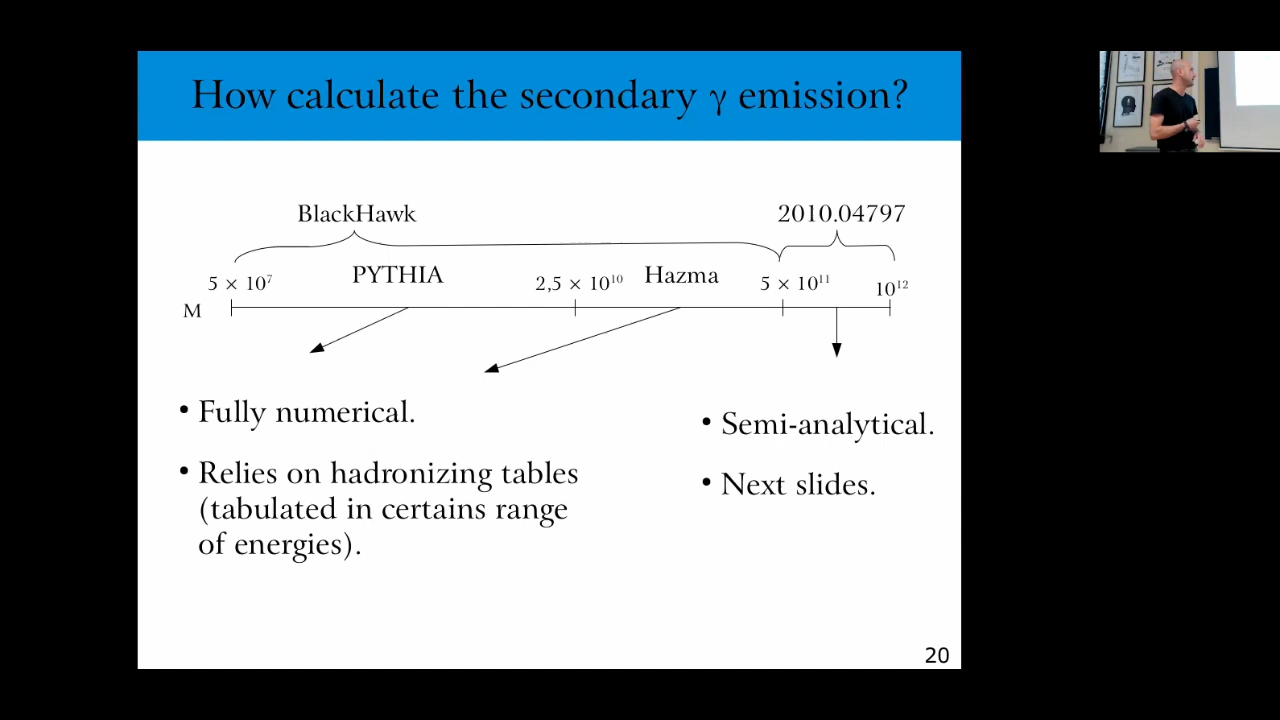 How calculate the secondary γ emission?
BlackHawk
2010.04797
5 × 10⁷
PYTHIA
2,5 × 10¹⁰
Hazma
5 × 10¹¹
10¹²
M
• Fully numerical.
• Relies on hadronizing tables
(tabulated in certains range
of energies).
• Semi-analytical.
• Next slides.
20